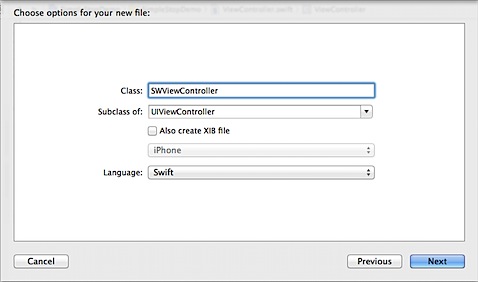 Choose options for your new file:
Class: SWViewController
Subclass of: UIViewController
Also create XIB file
iPhone
Language: Swift
Cancel Previous Next